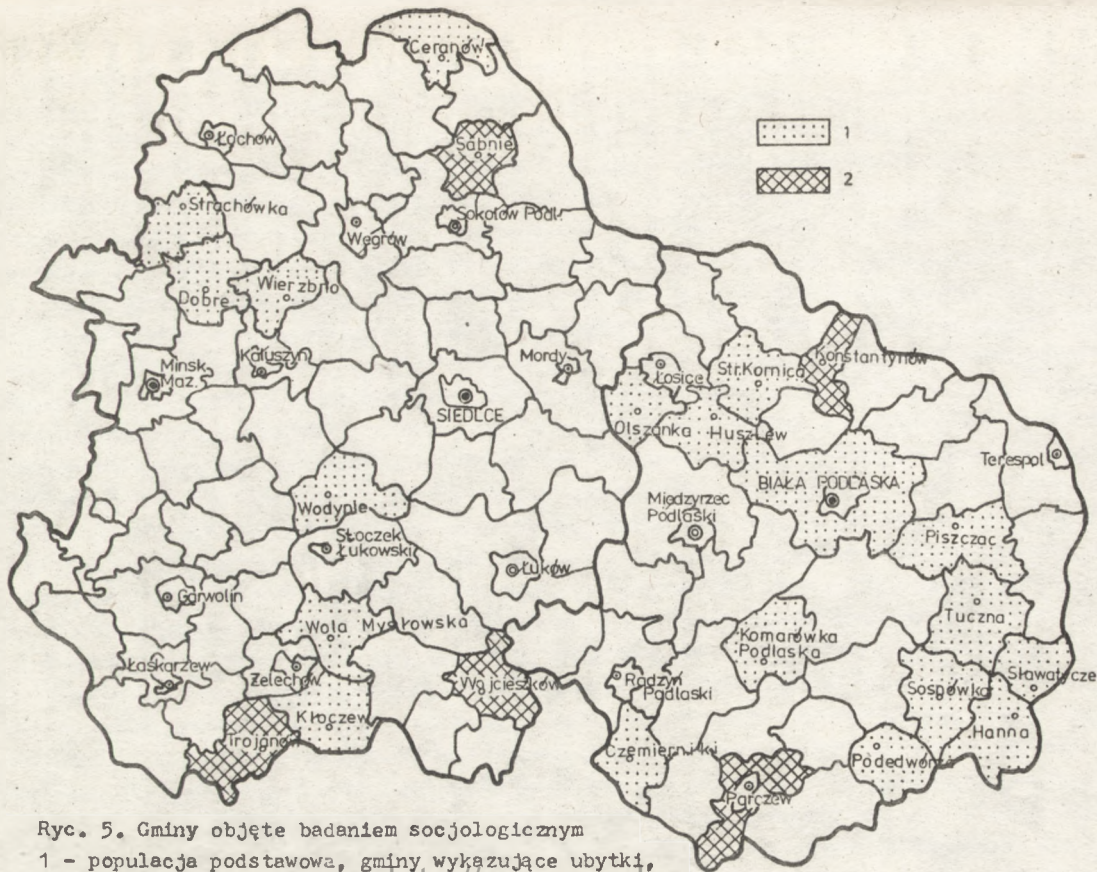 Ceranów
1
Łochów
Sabnie
2
Strachówka
Sokołów Podl.
Węgrów
Dobre
Wierzbno
Konstantynów
Mińsk Maz.
Kałuszyn
Mordy
Łosice
Str.Kornica
SIEDLCE
Olszanka
Huszlew
Terespol
BIAŁA PODLASKA
Wodynie
Międzyrzec
Podlaski
Piszczac
Stoczek
Łukowski
Łuków
Garwolin
Tuczna
Wola Mysłowska
Komarówka
Podlaska
Łaskarzew
Żelechów
Wojcieszków
Radzyń
Podlaski
Sławatycze
Sosnówka
Kłoczew
Trojanów
Hanna
Czemierniki
Podedwórze
Parczew
Ryc. 5. Gminy objęte badaniem socjologicznym
1 - populacja podstawowa, gminy wykazujące ubytki,